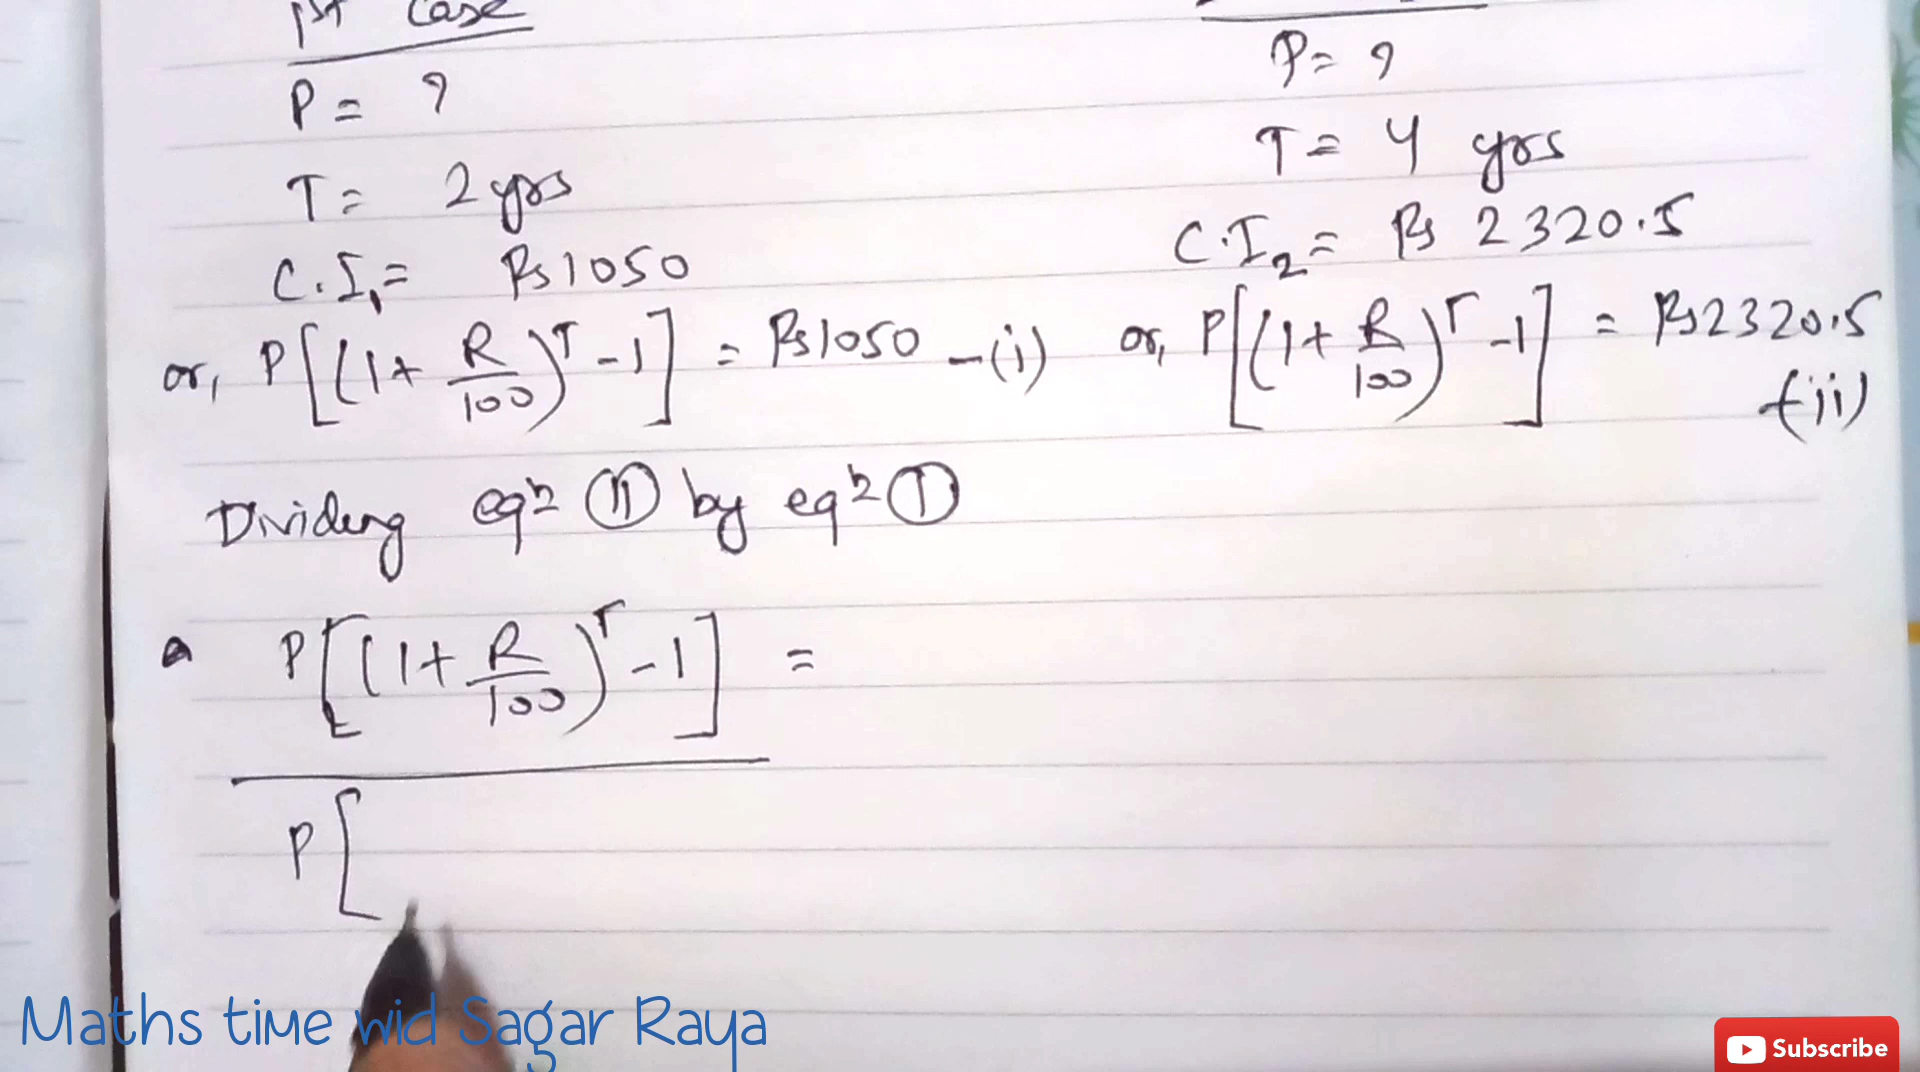 1st Case
P = ?
T = 2 yrs
C.I₁ = Rs 1050
or, P[(1 + R/100)ᵀ - 1] = Rs 1050 - (i)
P = ?
T = 4 yrs
C.I₂ = Rs 2320.5
or, P[(1 + R/100)ᵀ - 1] = Rs 2320.5
- (ii)
Dividing eqⁿ (II) by eqⁿ (I)
P[(1 + R/100)ᵀ - 1] =
P[
Maths time wid Sagar Raya
Subscribe